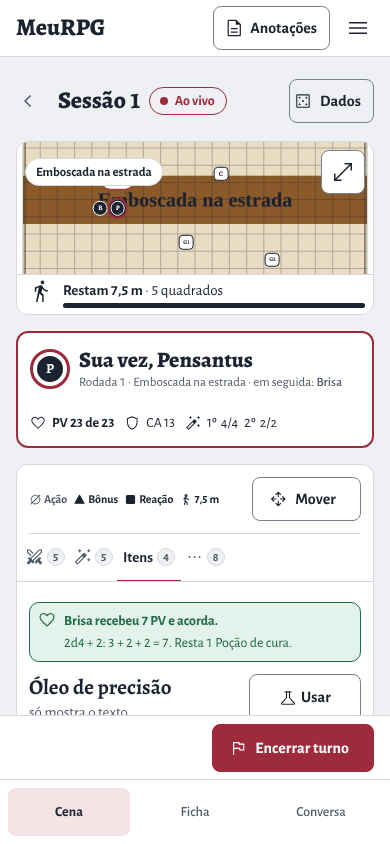 MeuRPG
Anotações
Sessão 1
Ao vivo
Dados
Emboscada na estrada
C
Emboscada na estrada
B
P
G1
G2
Restam 7,5 m · 5 quadrados
P
Sua vez, Pensantus
Rodada 1 · Emboscada na estrada · em seguida: Brisa
PV 23 de 23
CA 13
1º 4/4 2º 2/2
Ação
Bônus
Reação
7,5 m
Mover
5
5
Itens 4
··· 8
Brisa recebeu 7 PV e acorda.
2d4 + 2: 3 + 2 + 2 = 7. Resta 1 Poção de cura.
Óleo de precisão
só mostra o texto
Usar
Encerrar turno
Cena
Ficha
Conversa